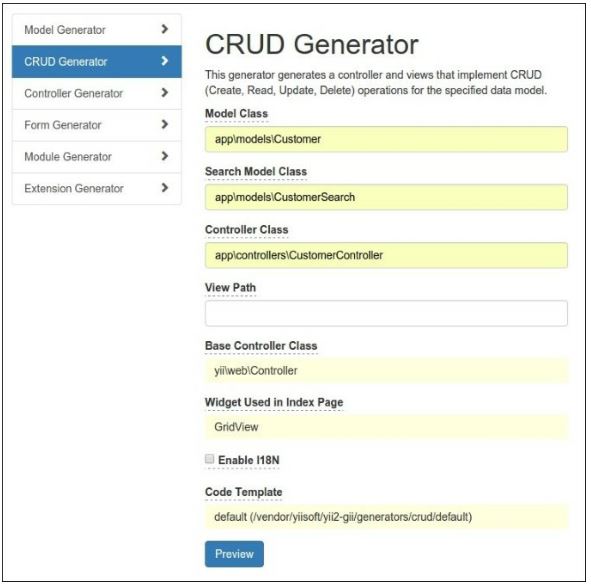 Model Generator
CRUD Generator
Controller Generator
Form Generator
Module Generator
Extension Generator
CRUD Generator
This generator generates a controller and views that implement CRUD
(Create, Read, Update, Delete) operations for the specified data model.
Model Class
app\models\Customer
Search Model Class
app\models\CustomerSearch
Controller Class
app\controllers\CustomerController
View Path
Base Controller Class
yii\web\Controller
Widget Used in Index Page
GridView
Enable I18N
Code Template
default (/vendor/yiisoft/yii2-gii/generators/crud/default)
Preview